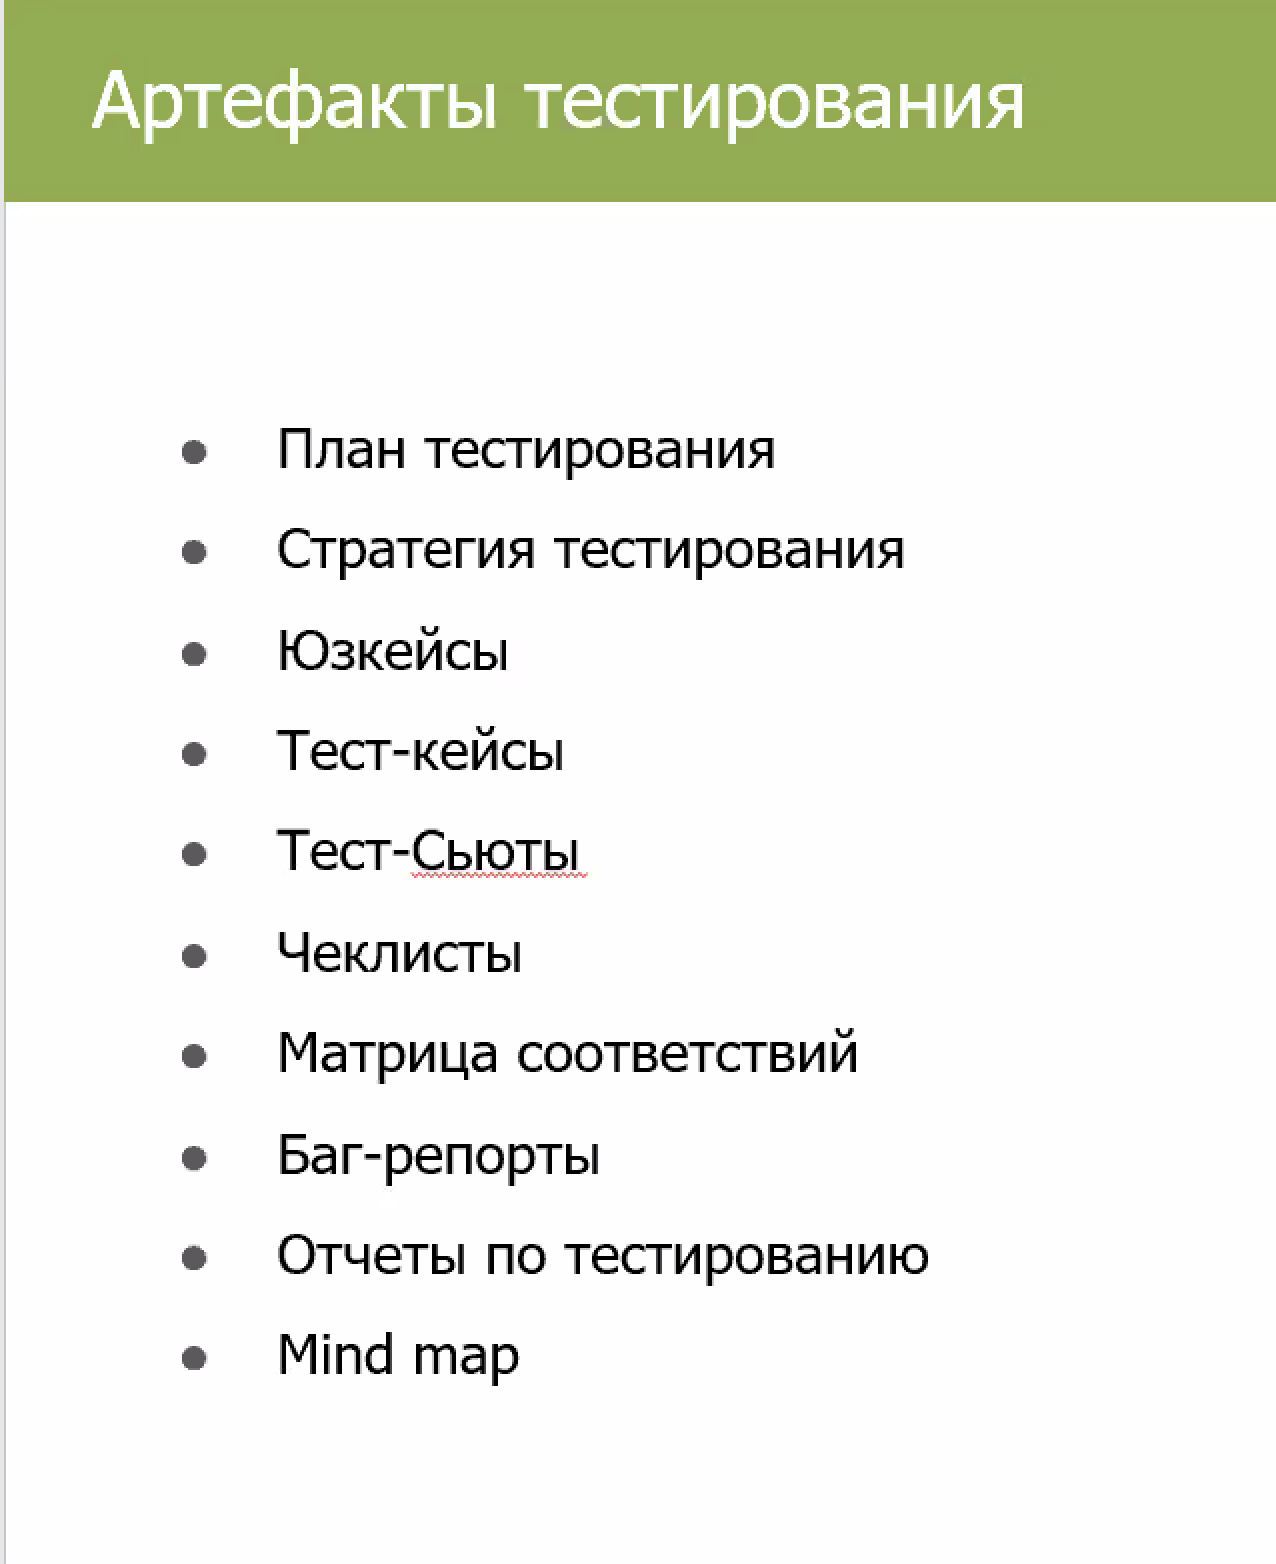 Артефакты тестирования
План тестирования
Стратегия тестирования
Юзкейсы
Тест-кейсы
Тест-Сьюты
Чеклисты
Матрица соответствий
Баг-репорты
Отчеты по тестированию
Mind map